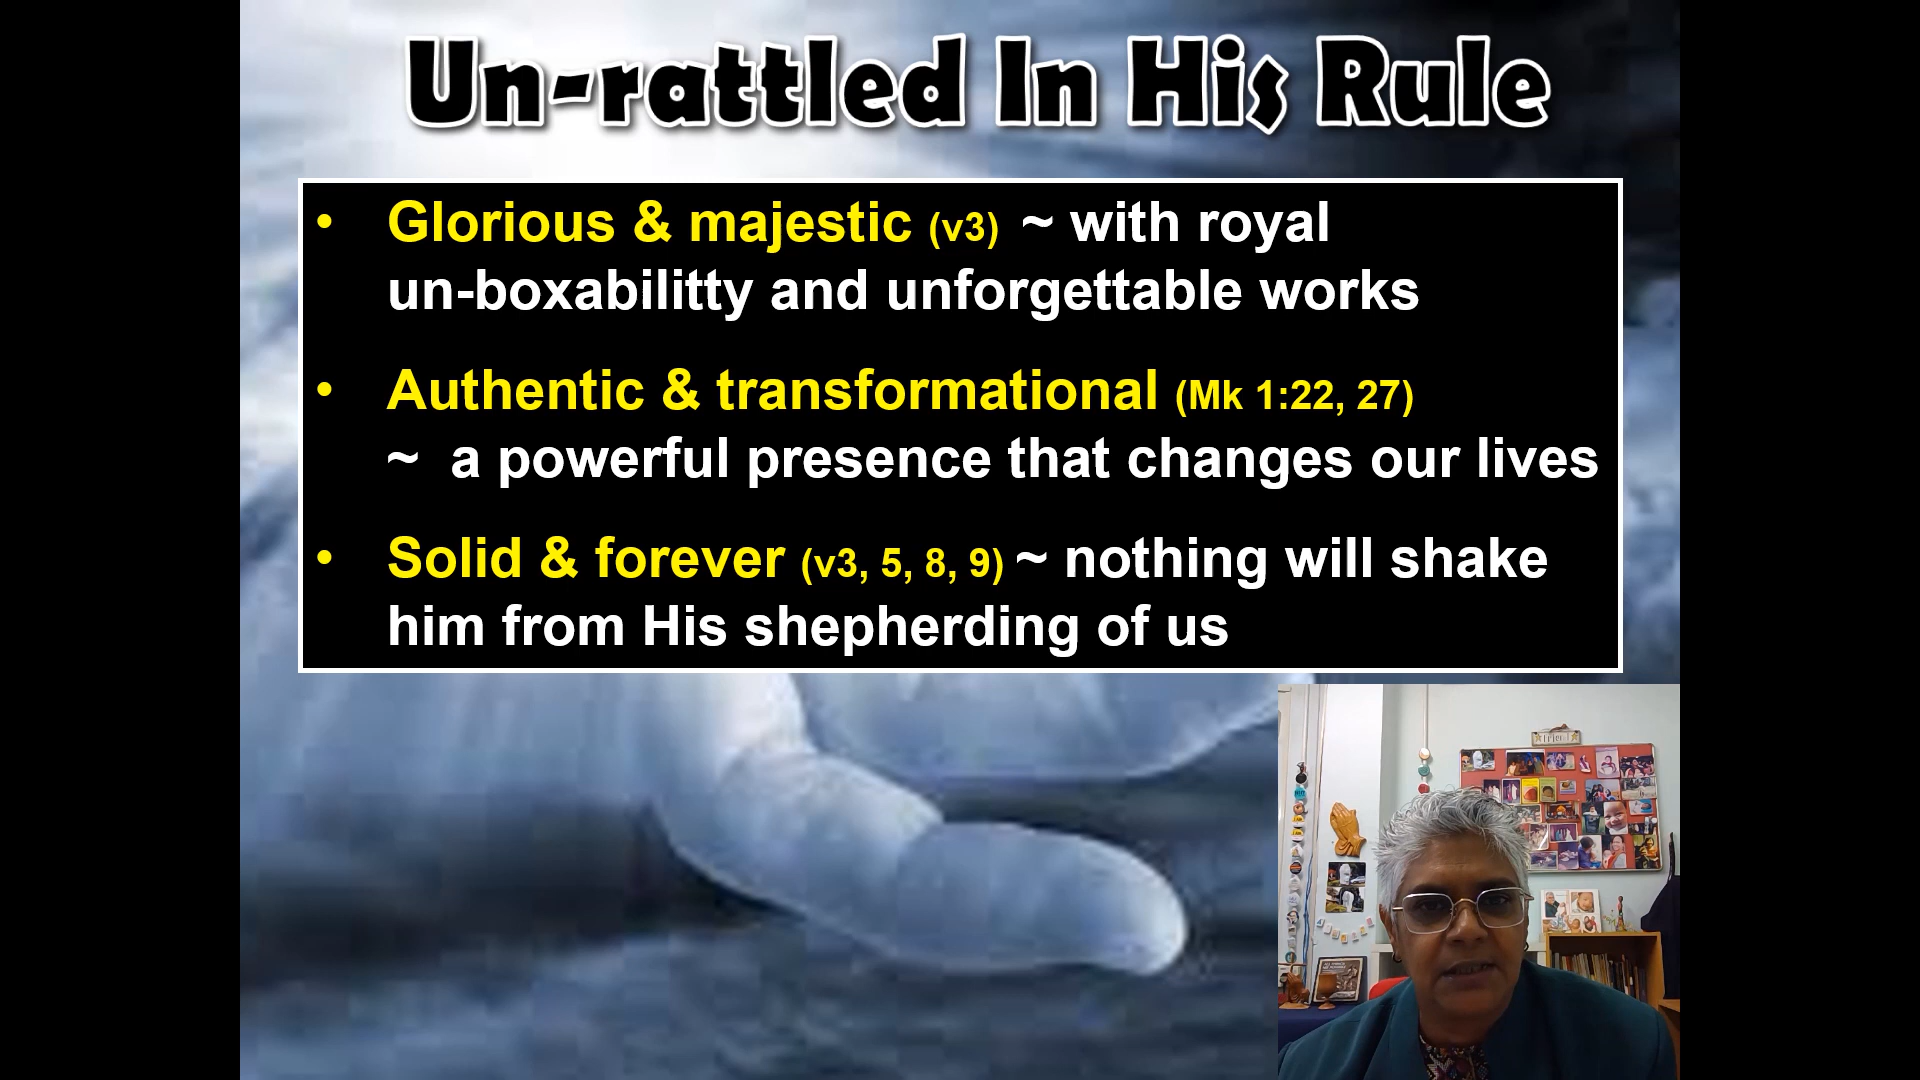 Un-rattled In His Rule
• Glorious & majestic (v3) ~ with royal
un-boxabilitty and unforgettable works
• Authentic & transformational (Mk 1:22, 27)
~ a powerful presence that changes our lives
• Solid & forever (v3, 5, 8, 9) ~ nothing will shake
him from His shepherding of us